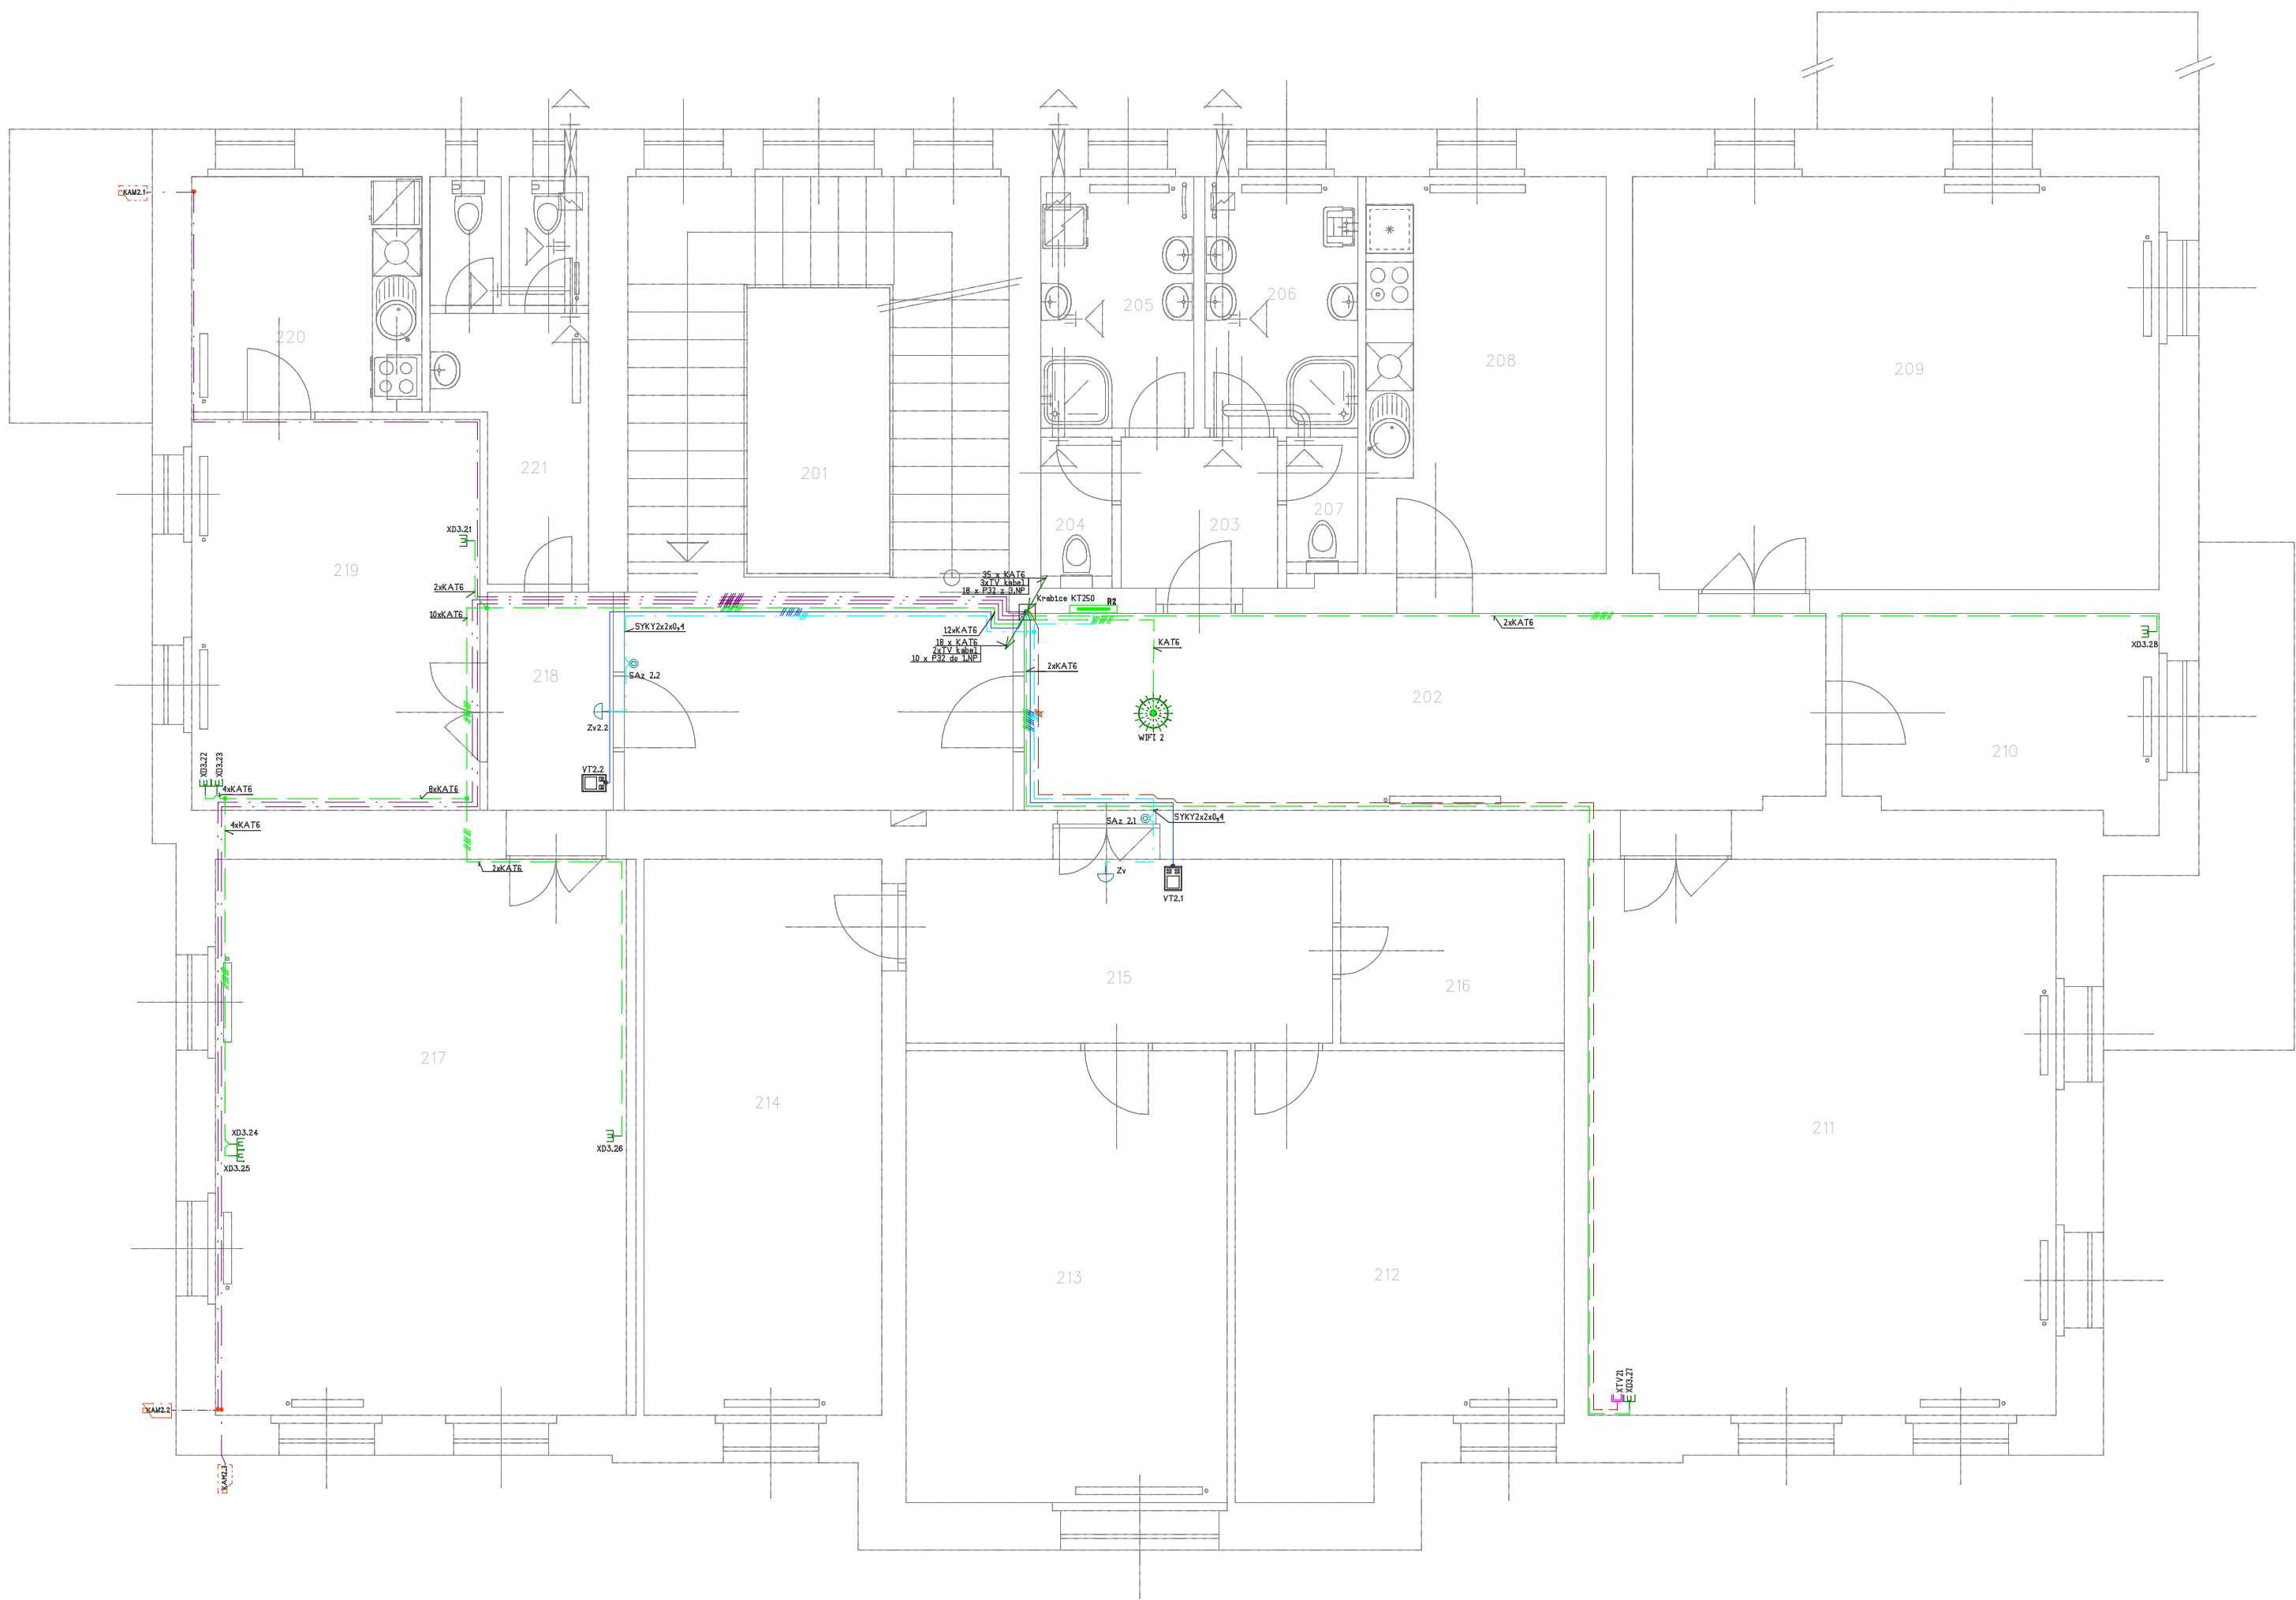 KAM2.1
220
221
201
205
206
208
209
XD3.21
219
2xKAT6
10xKAT6
204
203
207
35 x KAT6
3xTV kabel
18 x P32 z 3.NP
Krabice KT250
R2
SYKY2x2x0,4
12xKAT6
18 x KAT6
2xTV kabel
10 x P32 do 1.NP
2xKAT6
KAT6
2xKAT6
XD3.28
218
SAz 2.2
Zv2.2
202
WIFI 2
210
XD3.22
XD3.23
VT2.2
4xKAT6
8xKAT6
4xKAT6
2xKAT6
SAz 2.1
SYKY2x2x0,4
Zv
VT2.1
215
216
217
214
211
XD3.24
XD3.25
XD3.26
213
212
XTV21
XD3.27
KAM2.2
KAM2.3